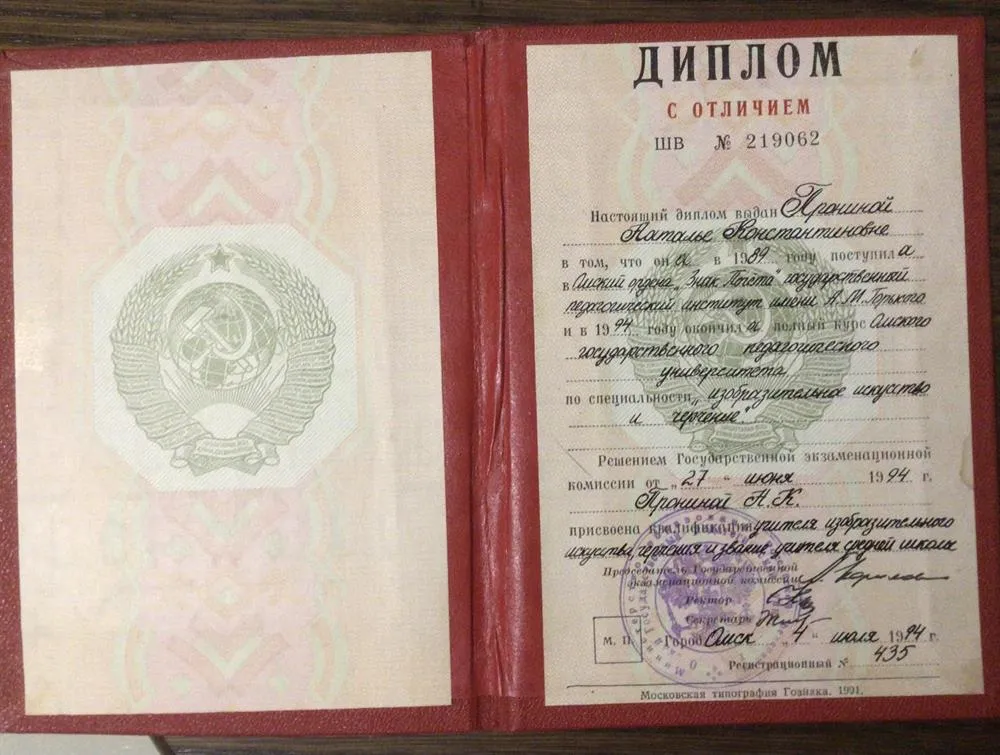 ДИПЛОМ
С ОТЛИЧИЕМ
ШВ № 219062
Настоящий диплом выдан Прониной
Наталье Константиновне
в том, что она в 1989 году поступила
в Омский ордена „Знак Почёта" государственный
педагогический институт имени А.М. Горького
и в 1994 году окончила полный курс Омского
государственного педагогического
университета
по специальности „изобразительное искусство
и черчение".
Решением Государственной экзаменационной
комиссии от „27" июня 1994 г.
Прониной Н.К.
присвоена квалификация учителя изобразительного
искусства, черчения и звание учителя средней школы
Председатель Государственной
экзаменационной комиссии
Ректор
Секретарь
М. П. Город Омск „4" июля 1994 г.
Регистрационный № 435
Московская типография Гознака. 1991.